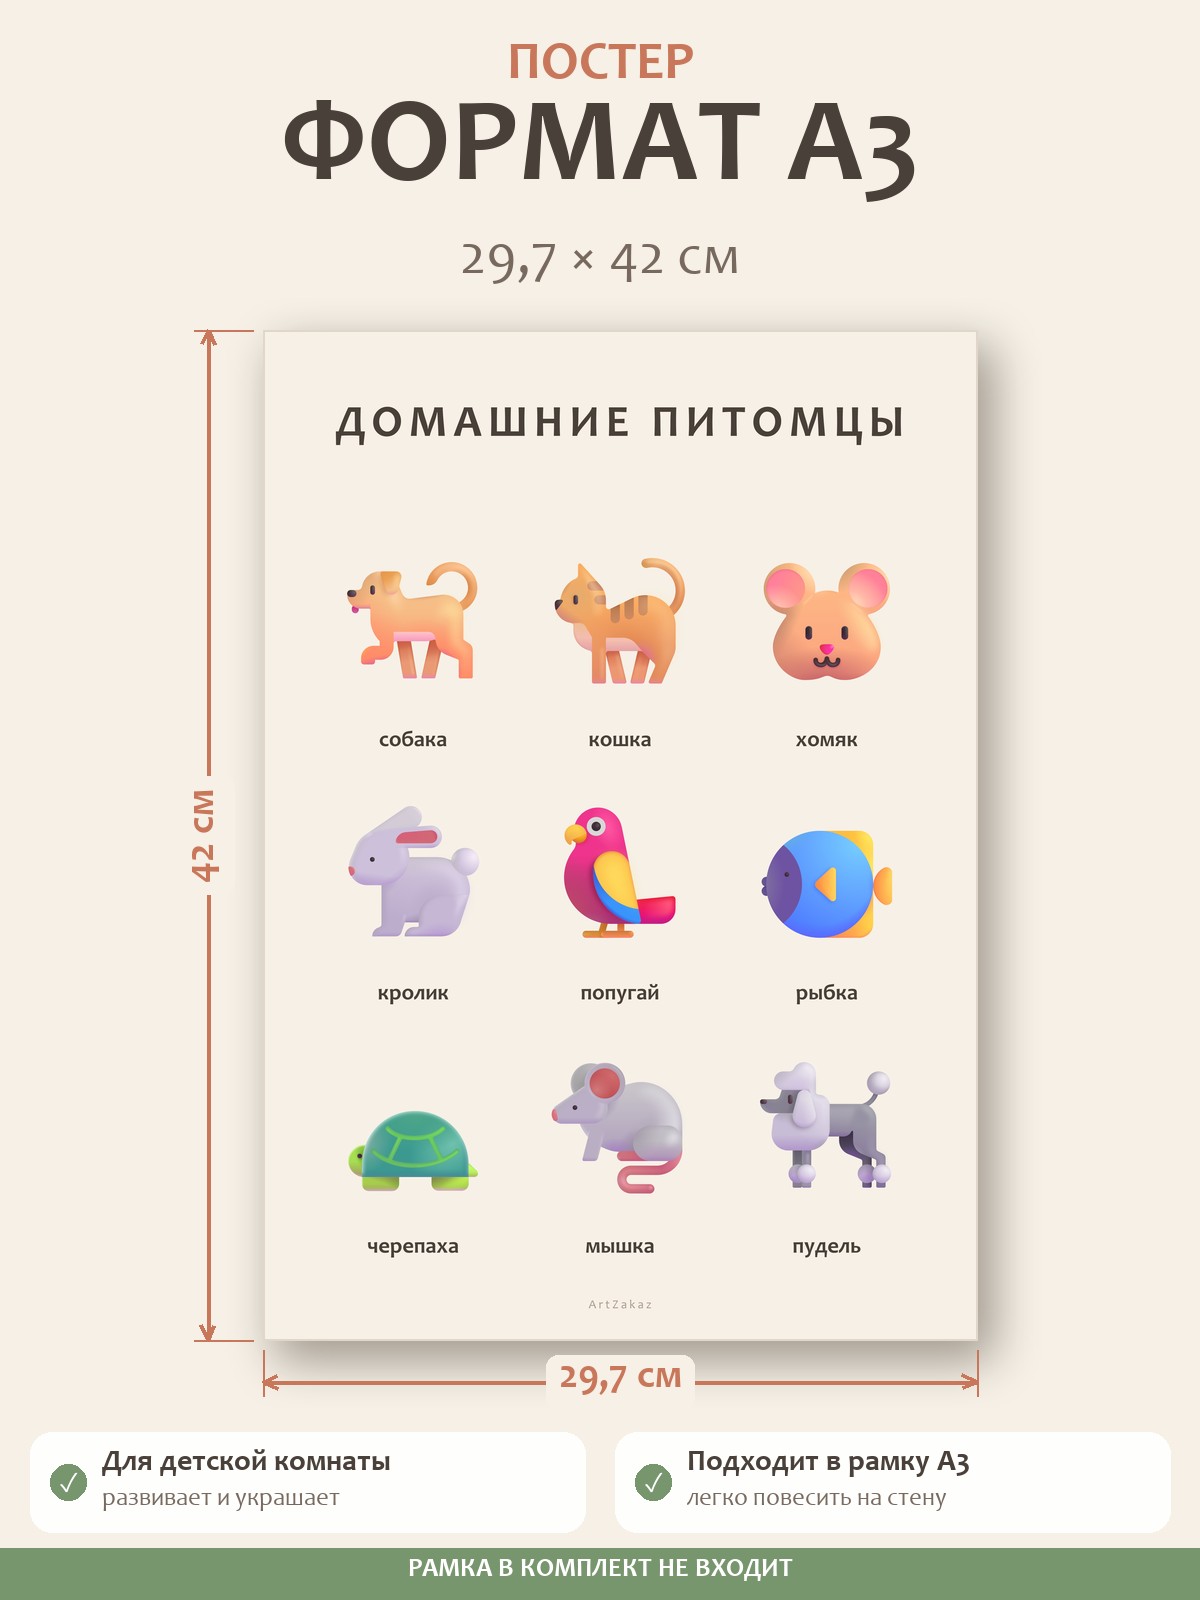 ПОСТЕР
ФОРМАТ А3
29,7 × 42 см
ДОМАШНИЕ ПИТОМЦЫ
собака кошка хомяк
42 см
кролик попугай рыбка
черепаха мышка пудель
ArtZakaz
29,7 см
Для детской комнаты
развивает и украшает
Подходит в рамку А3
легко повесить на стену
РАМКА В КОМПЛЕКТ НЕ ВХОДИТ